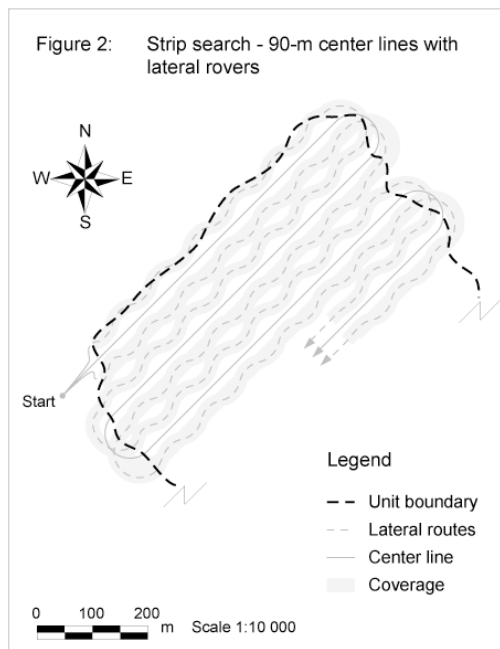 Figure 2: Strip search - 90-m center lines with
lateral rovers
N
W E
S
Start
Legend
Unit boundary
Lateral routes
Center line
Coverage
0 100 200
m Scale 1:10 000